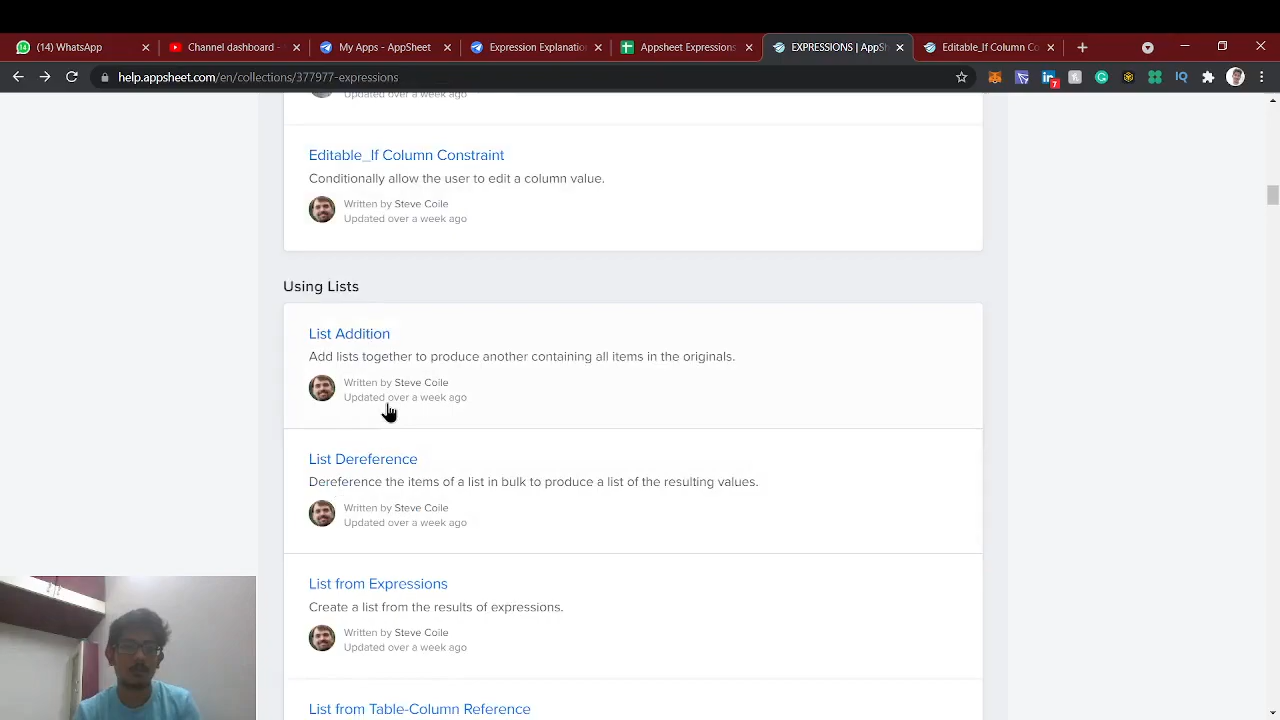 (14) WhatsApp
Channel dashboard -
My Apps - AppSheet
Expression Explanatio
Appsheet Expressions
EXPRESSIONS | AppSh
Editable_If Column Co
help.appsheet.com/en/collections/377977-expressions
7
IQ
Updated over a week ago
Editable_If Column Constraint
Conditionally allow the user to edit a column value.
Written by Steve Coile
Updated over a week ago
Using Lists
List Addition
Add lists together to produce another containing all items in the originals.
Written by Steve Coile
Updated over a week ago
List Dereference
Dereference the items of a list in bulk to produce a list of the resulting values.
Written by Steve Coile
Updated over a week ago
List from Expressions
Create a list from the results of expressions.
Written by Steve Coile
Updated over a week ago
List from Table-Column Reference